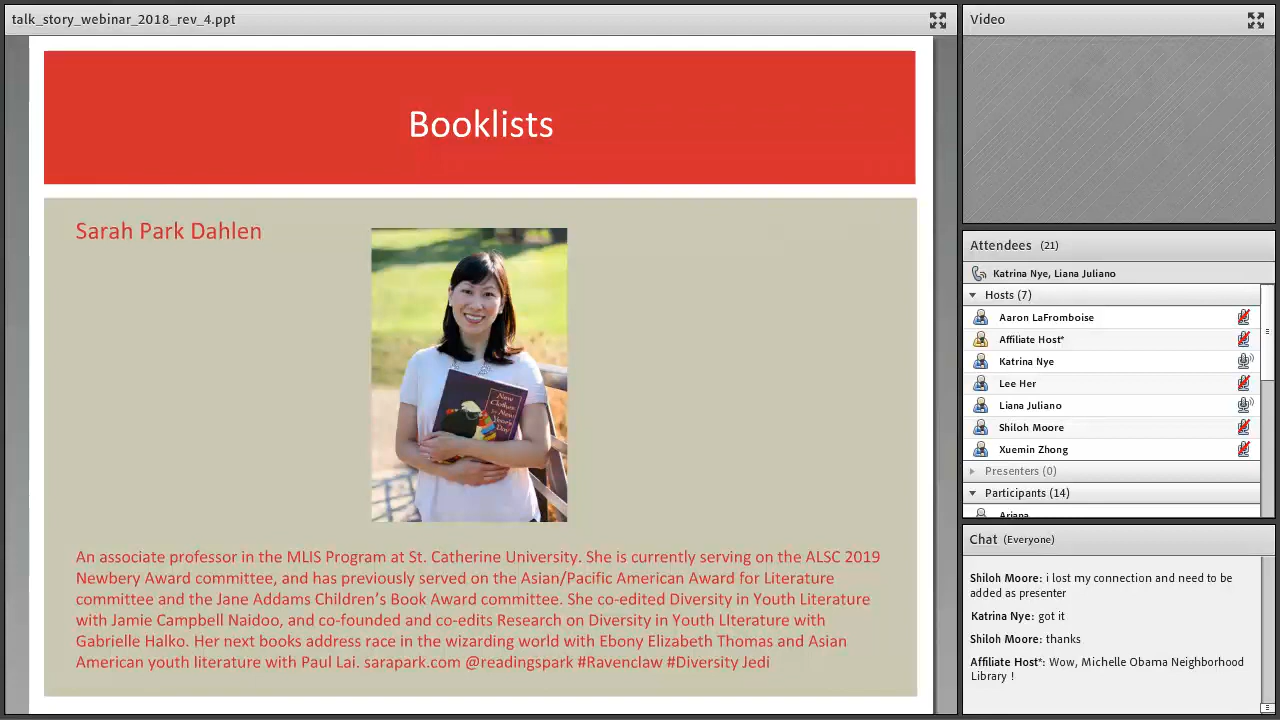 talk_story_webinar_2018_rev_4.ppt
Booklists
Sarah Park Dahlen
New
Clothes
for New
Year's
Day
An associate professor in the MLIS Program at St. Catherine University. She is currently serving on the ALSC 2019
Newbery Award committee, and has previously served on the Asian/Pacific American Award for Literature
committee and the Jane Addams Children's Book Award committee. She co-edited Diversity in Youth LIterature
with Jamie Campbell Naidoo, and co-founded and co-edits Research on Diversity in Youth LIterature with
Gabrielle Halko. Her next books address race in the wizarding world with Ebony Elizabeth Thomas and Asian
American youth literature with Paul Lai. sarapark.com @readingspark #Ravenclaw #Diversity Jedi
Video
Attendees (21)
Katrina Nye, Liana Juliano
Hosts (7)
Aaron LaFromboise
Affiliate Host*
Katrina Nye
Lee Her
Liana Juliano
Shiloh Moore
Xuemin Zhong
Presenters (0)
Participants (14)
Ariana
Chat (Everyone)
Shiloh Moore: i lost my connection and need to be
added as presenter
Katrina Nye: got it
Shiloh Moore: thanks
Affiliate Host*: Wow, Michelle Obama Neighborhood
Library !